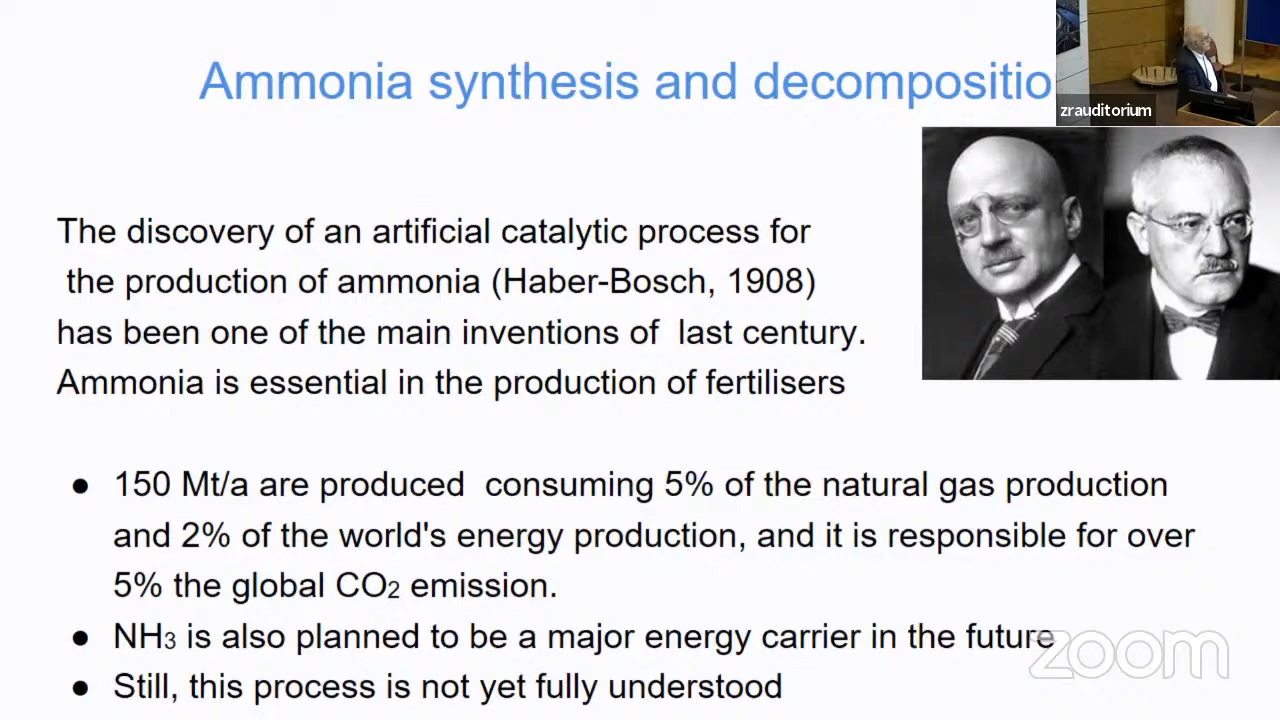 Ammonia synthesis and decompositio
zrauditorium
The discovery of an artificial catalytic process for
the production of ammonia (Haber-Bosch, 1908)
has been one of the main inventions of last century.
Ammonia is essential in the production of fertilisers
● 150 Mt/a are produced consuming 5% of the natural gas production
and 2% of the world's energy production, and it is responsible for over
5% the global CO₂ emission.
● NH₃ is also planned to be a major energy carrier in the future
● Still, this process is not yet fully understood
zoom